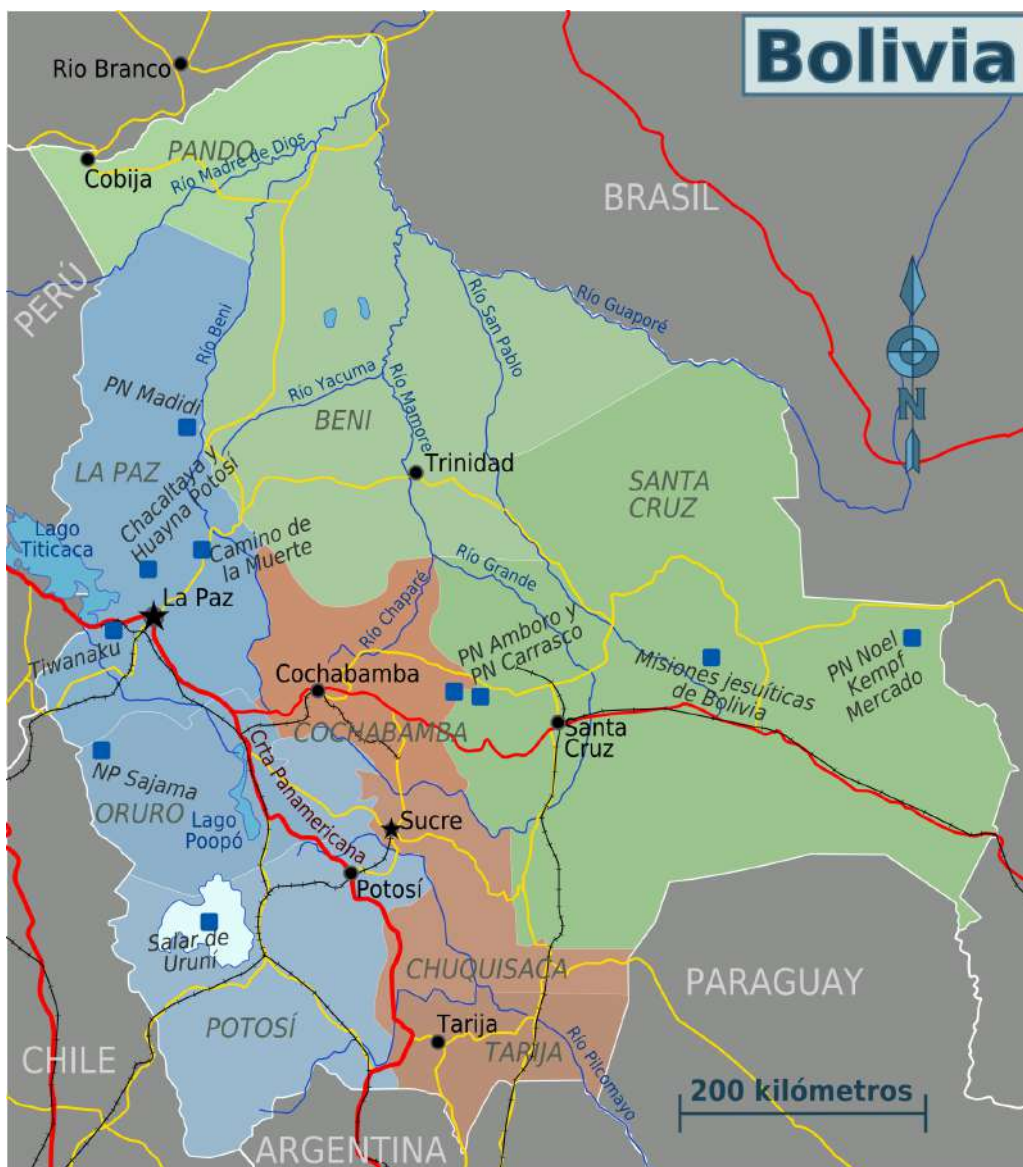 Bolivia
Rio Branco
PANDO
Cobija
Río Madre de Dios
BRASIL
PERÚ
Río Beni
Río San Pablo
Río Guaporé
PN Madidi
Río Yacuma
Río Mamore
N
BENI
LA PAZ
Trinidad
SANTA
CRUZ
Chacaltaya y
Huayna Potosí
Lago
Titicaca
Camino de
la Muerte
Río Grande
La Paz
Río Chaparé
Tiwanaku
PN Amboro y
PN Carrasco
Misiones jesuíticas
de Bolivia
PN Noel
Kempf
Mercado
Cochabamba
COCHABAMBA
Santa
Cruz
NP Sajama
ORURO
Crta Panamericana
Lago
Poopó
Sucre
Potosí
Salar de
Uruní
CHUQUISACA
PARAGUAY
POTOSÍ
Tarija
TARIJA
Río Pilcomayo
CHILE
200 kilómetros
ARGENTINA